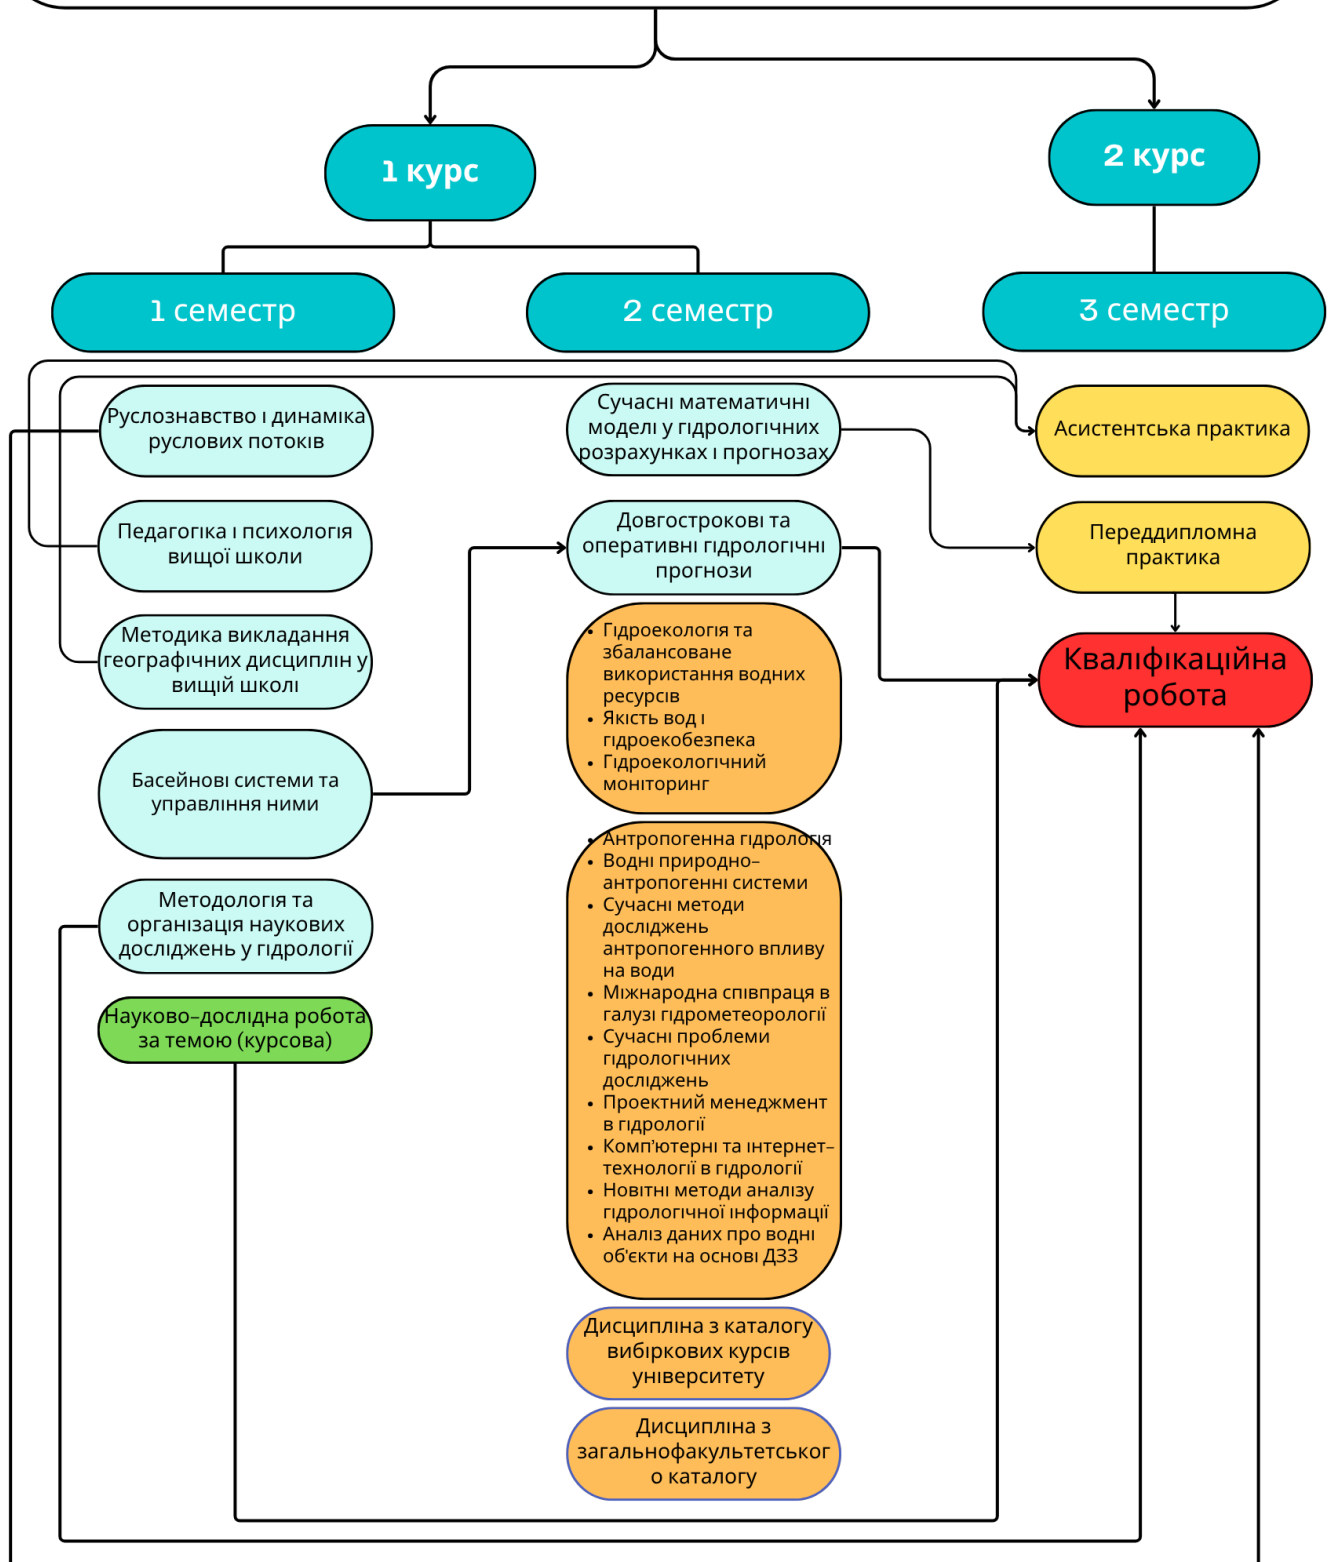 1 курс
2 курс
1 семестр
2 семестр
3 семестр
Руслознавство і динаміка
руслових потоків
Педагогіка і психологія
вищої школи
Методика викладання
географічних дисциплін у
вищій школі
Басейнові системи та
управління ними
Методологія та
організація наукових
досліджень у гідрології
Науково-дослідна робота
за темою (курсова)
Сучасні математичні
моделі у гідрологічних
розрахунках і прогнозах
Довгострокові та
оперативні гідрологічні
прогнози
• Гідроекологія та
збалансоване
використання водних
ресурсів
• Якість вод і
гідроекобезпека
• Гідроекологічний
моніторинг
• Антропогенна гідрологія
• Водні природно-
антропогенні системи
• Сучасні методи
досліджень
антропогенного впливу
на води
• Міжнародна співпраця в
галузі гідрометеорології
• Сучасні проблеми
гідрологічних
досліджень
• Проектний менеджмент
в гідрології
• Комп'ютерні та інтернет-
технології в гідрології
• Новітні методи аналізу
гідрологічної інформації
• Аналіз даних про водні
об'єкти на основі ДЗЗ
Дисципліна з каталогу
вибіркових курсів
університету
Дисципліна з
загальнофакультетськог
о каталогу
Асистентська практика
Переддипломна
практика
Кваліфікаційна
робота